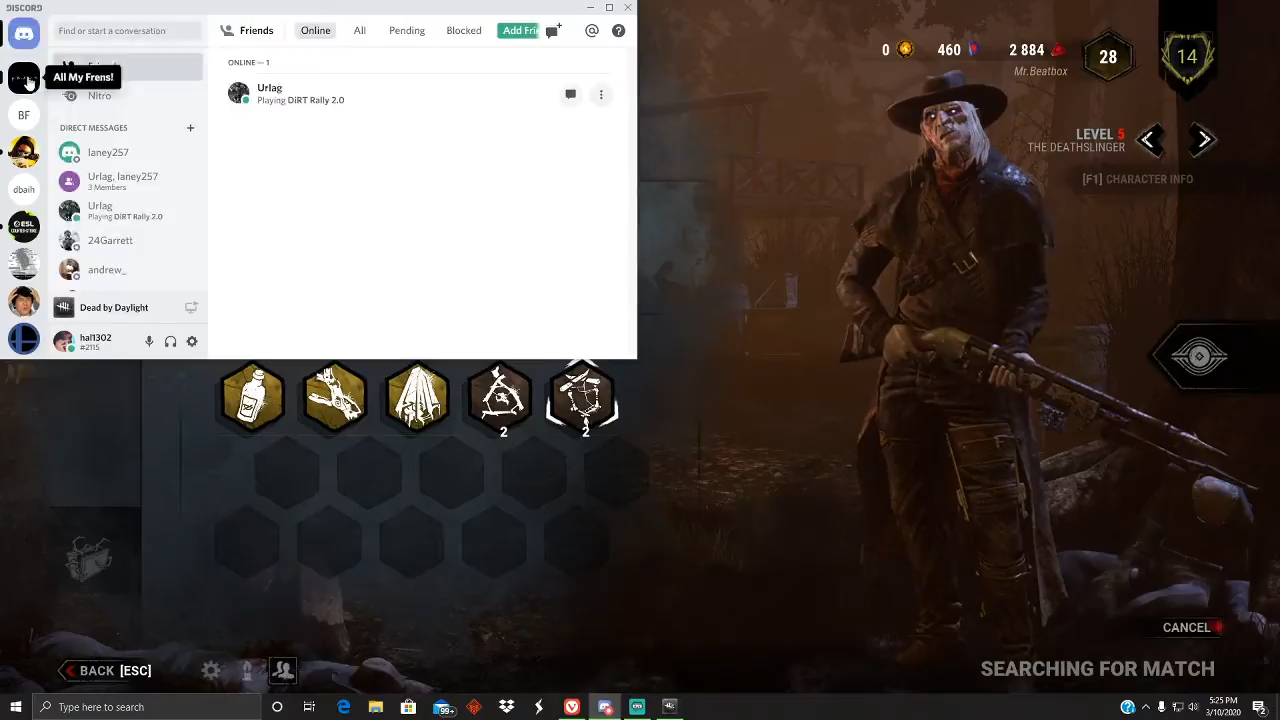 DISCORD
Find or start a conversation
Friends
Online
All
Pending
Blocked
Add Fri
All My Frens!
Nitro
DIRECT MESSAGES
laney257
Urlag, laney257
3 Members
Urlag
Playing DiRT Rally 2.0
24Garrett
andrew_
Dead by Daylight
hal1302
#2115
BF
dbaih
ESL
ONLINE — 1
Urlag
Playing DiRT Rally 2.0
0
460
2 884
Mr.Beatbox
28
14
LEVEL 5
THE DEATHSLINGER
[F1] CHARACTER INFO
2
2
CANCEL
BACK [ESC]
SEARCHING FOR MATCH
Type here to search
99+
5:25 PM
3/10/2020
2